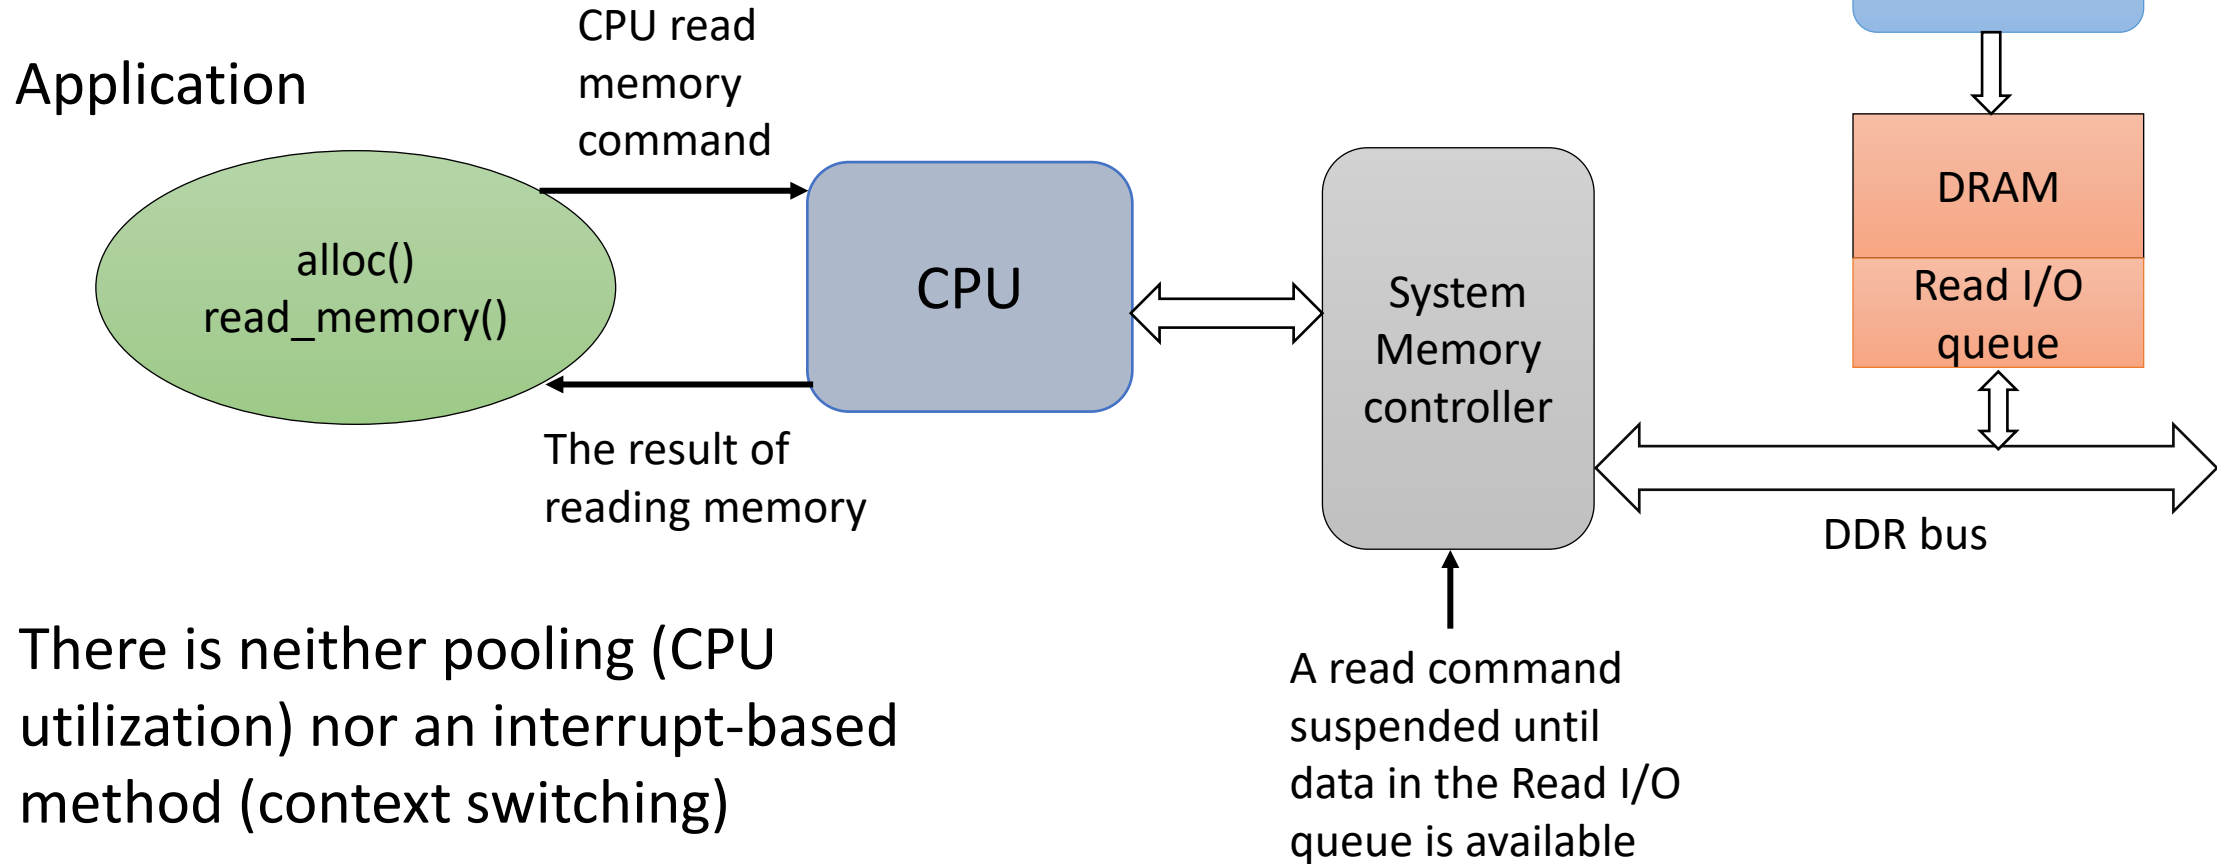 Application
CPU read
memory
command
alloc()
read_memory()
CPU
The result of
reading memory
System
Memory
controller
DRAM
Read I/O
queue
DDR bus
There is neither pooling (CPU
utilization) nor an interrupt-based
method (context switching)
A read command
suspended until
data in the Read I/O
queue is available